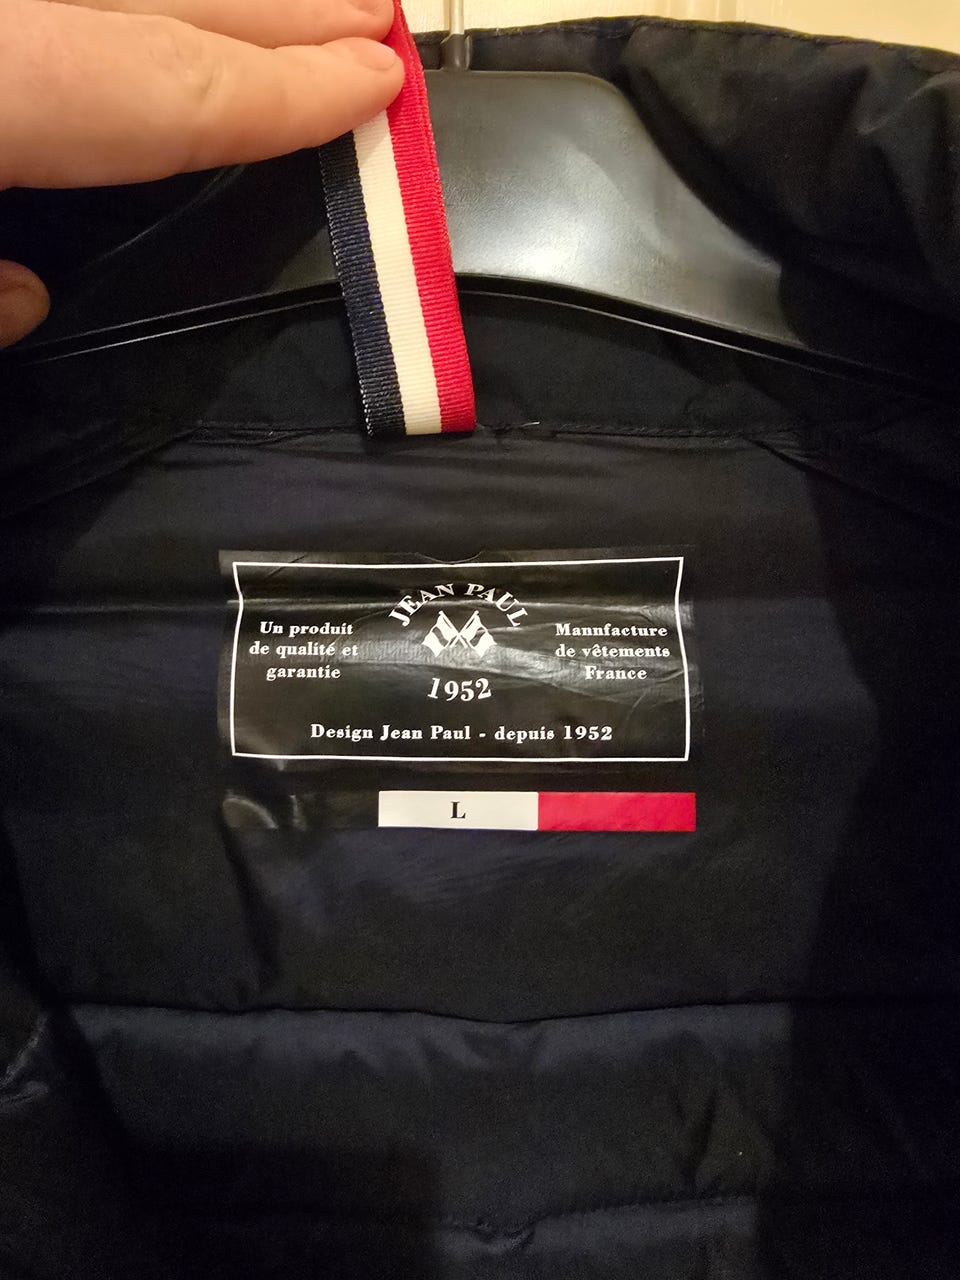 JEAN PAUL
Un produit
de qualité et
garantie
Mannfacture
de vêtements
France
1952
Design Jean Paul - depuis 1952
L